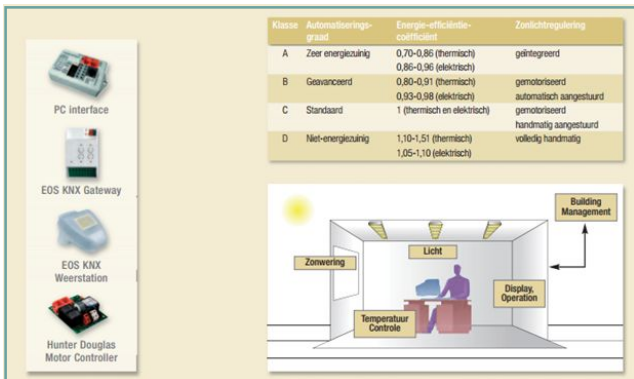 PC interface
EOS KNX Gateway
EOS KNX
Weerstation
Hunter Douglas
Motor Controller
Klasse Automatiserings- Energie-efficiëntie- Zonlichtregulering
graad coëfficiënt
A Zeer energiezuinig 0,70-0,86 (thermisch) geïntegreerd
0,86-0,96 (elektrisch)
B Geavanceerd 0,80-0,91 (thermisch) gemotoriseerd
0,93-0,98 (elektrisch) automatisch aangestuurd
C Standaard 1 (thermisch en elektrisch) gemotoriseerd
handmatig aangestuurd
D Niet-energiezuinig 1,10-1,51 (thermisch) volledig handmatig
1,05-1,10 (elektrisch)
Building
Management
Licht
Zonwering
Display,
Operation
Temperatuur
Controle